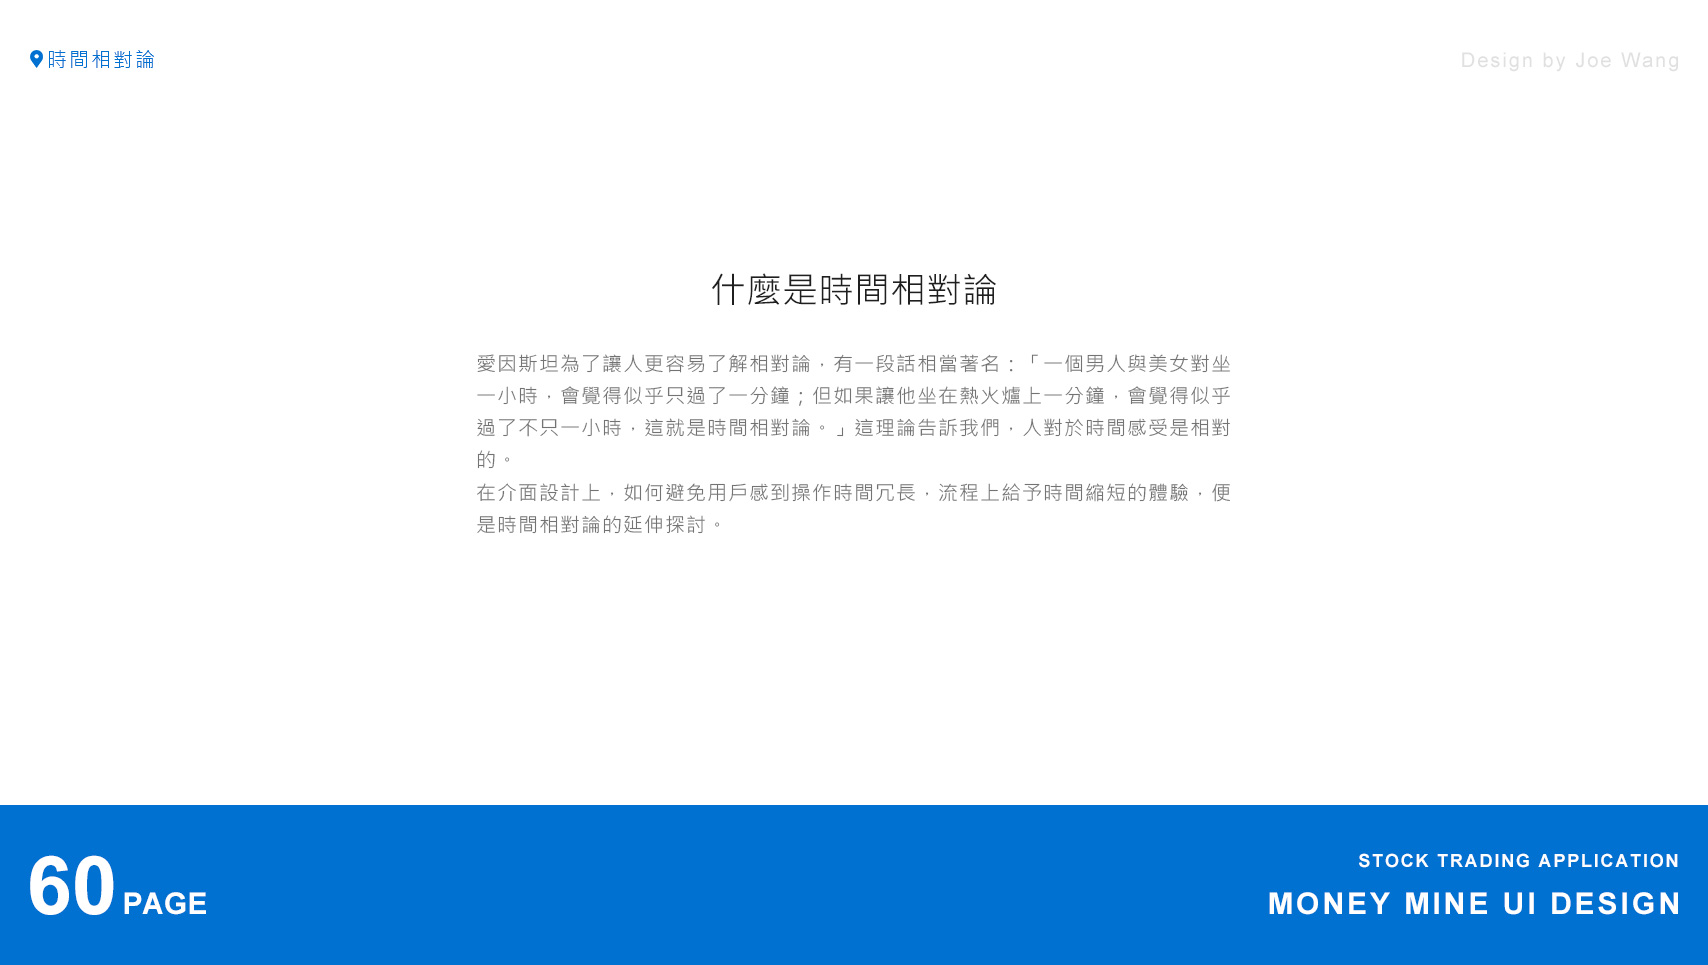 時間相對論
Design by Joe Wang
什麼是時間相對論
愛因斯坦為了讓人更容易了解相對論，有一段話相當著名：「一個男人與美女對坐
一小時，會覺得似乎只過了一分鐘；但如果讓他坐在熱火爐上一分鐘，會覺得似乎
過了不只一小時，這就是時間相對論。」這理論告訴我們，人對於時間感受是相對
的。
在介面設計上，如何避免用戶感到操作時間冗長，流程上給予時間縮短的體驗，便
是時間相對論的延伸探討。
60 PAGE
STOCK TRADING APPLICATION
MONEY MINE UI DESIGN